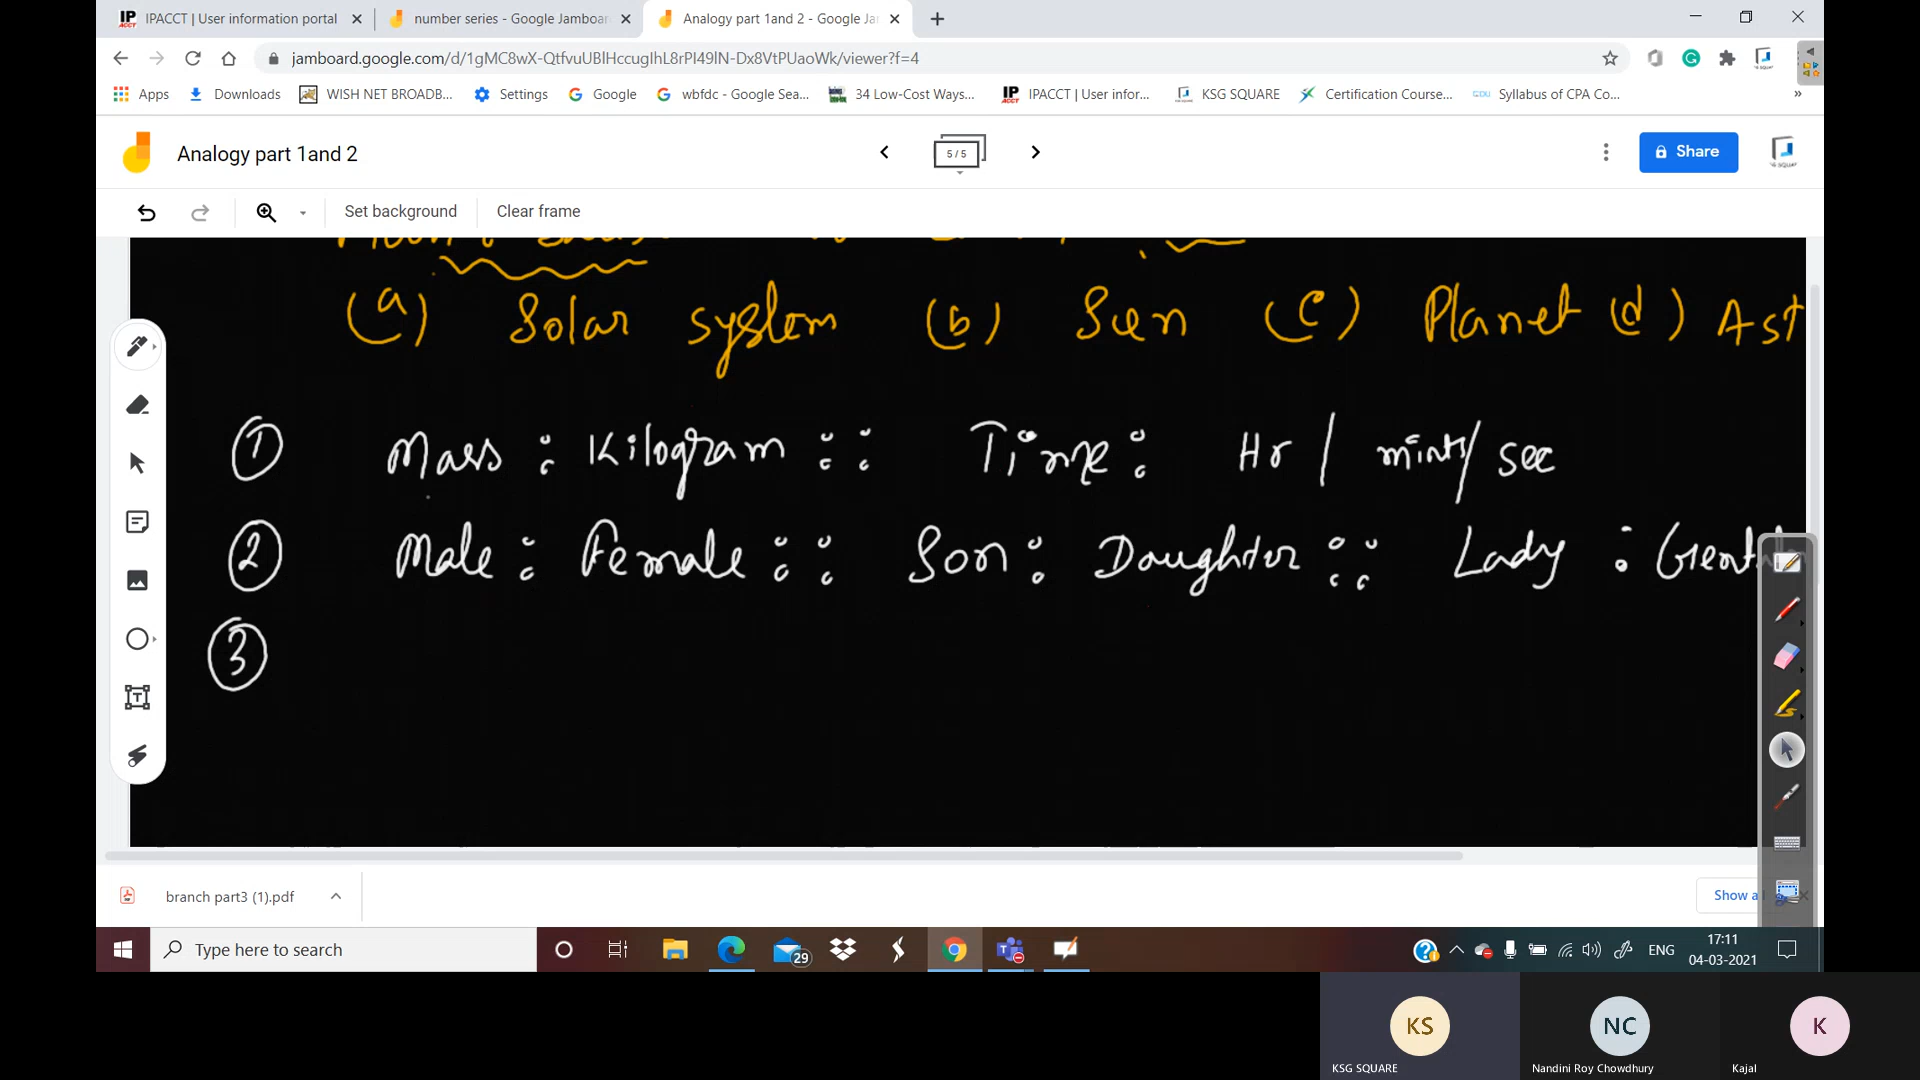 IPACCT | User information portal
number series - Google Jamboar
Analogy part 1and 2 - Google Ja
jamboard.google.com/d/1gMC8wX-QtfvuUBlHccugIhL8rPI49lN-Dx8VtPUaoWk/viewer?f=4
Apps Downloads WISH NET BROADB... Settings Google wbfdc - Google Sea... 34 Low-Cost Ways... IPACCT | User infor... KSG SQUARE Certification Course... Syllabus of CPA Co... »
Analogy part 1and 2
5 / 5
Share
Set background Clear frame
(a) Solar system (b) Sun (c) Planet (d) Ast
① Mass : Kilogram :: Time : Hr / mints/ sec
② Male : Female :: Son : Daughter :: Lady :
③
branch part3 (1).pdf
Show a
Type here to search
29
ENG
17:11
04-03-2021
KS NC K
KSG SQUARE Nandini Roy Chowdhury Kajal